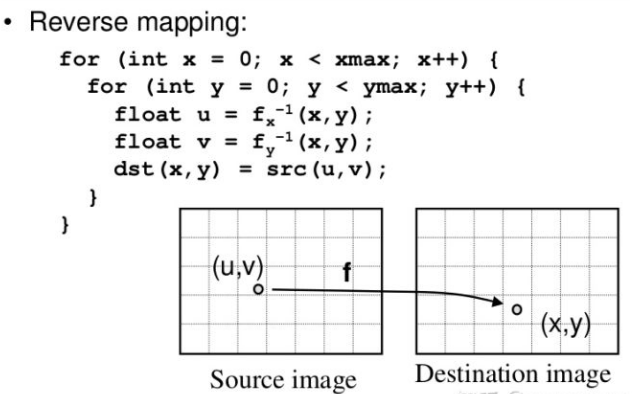 • Reverse mapping:
for (int x = 0; x < xmax; x++) {
for (int y = 0; y < ymax; y++) {
float u = fₓ⁻¹(x,y);
float v = f_y⁻¹(x,y);
dst(x,y) = src(u,v);
}
}
(u,v)
f
(x,y)
Source image
Destination image